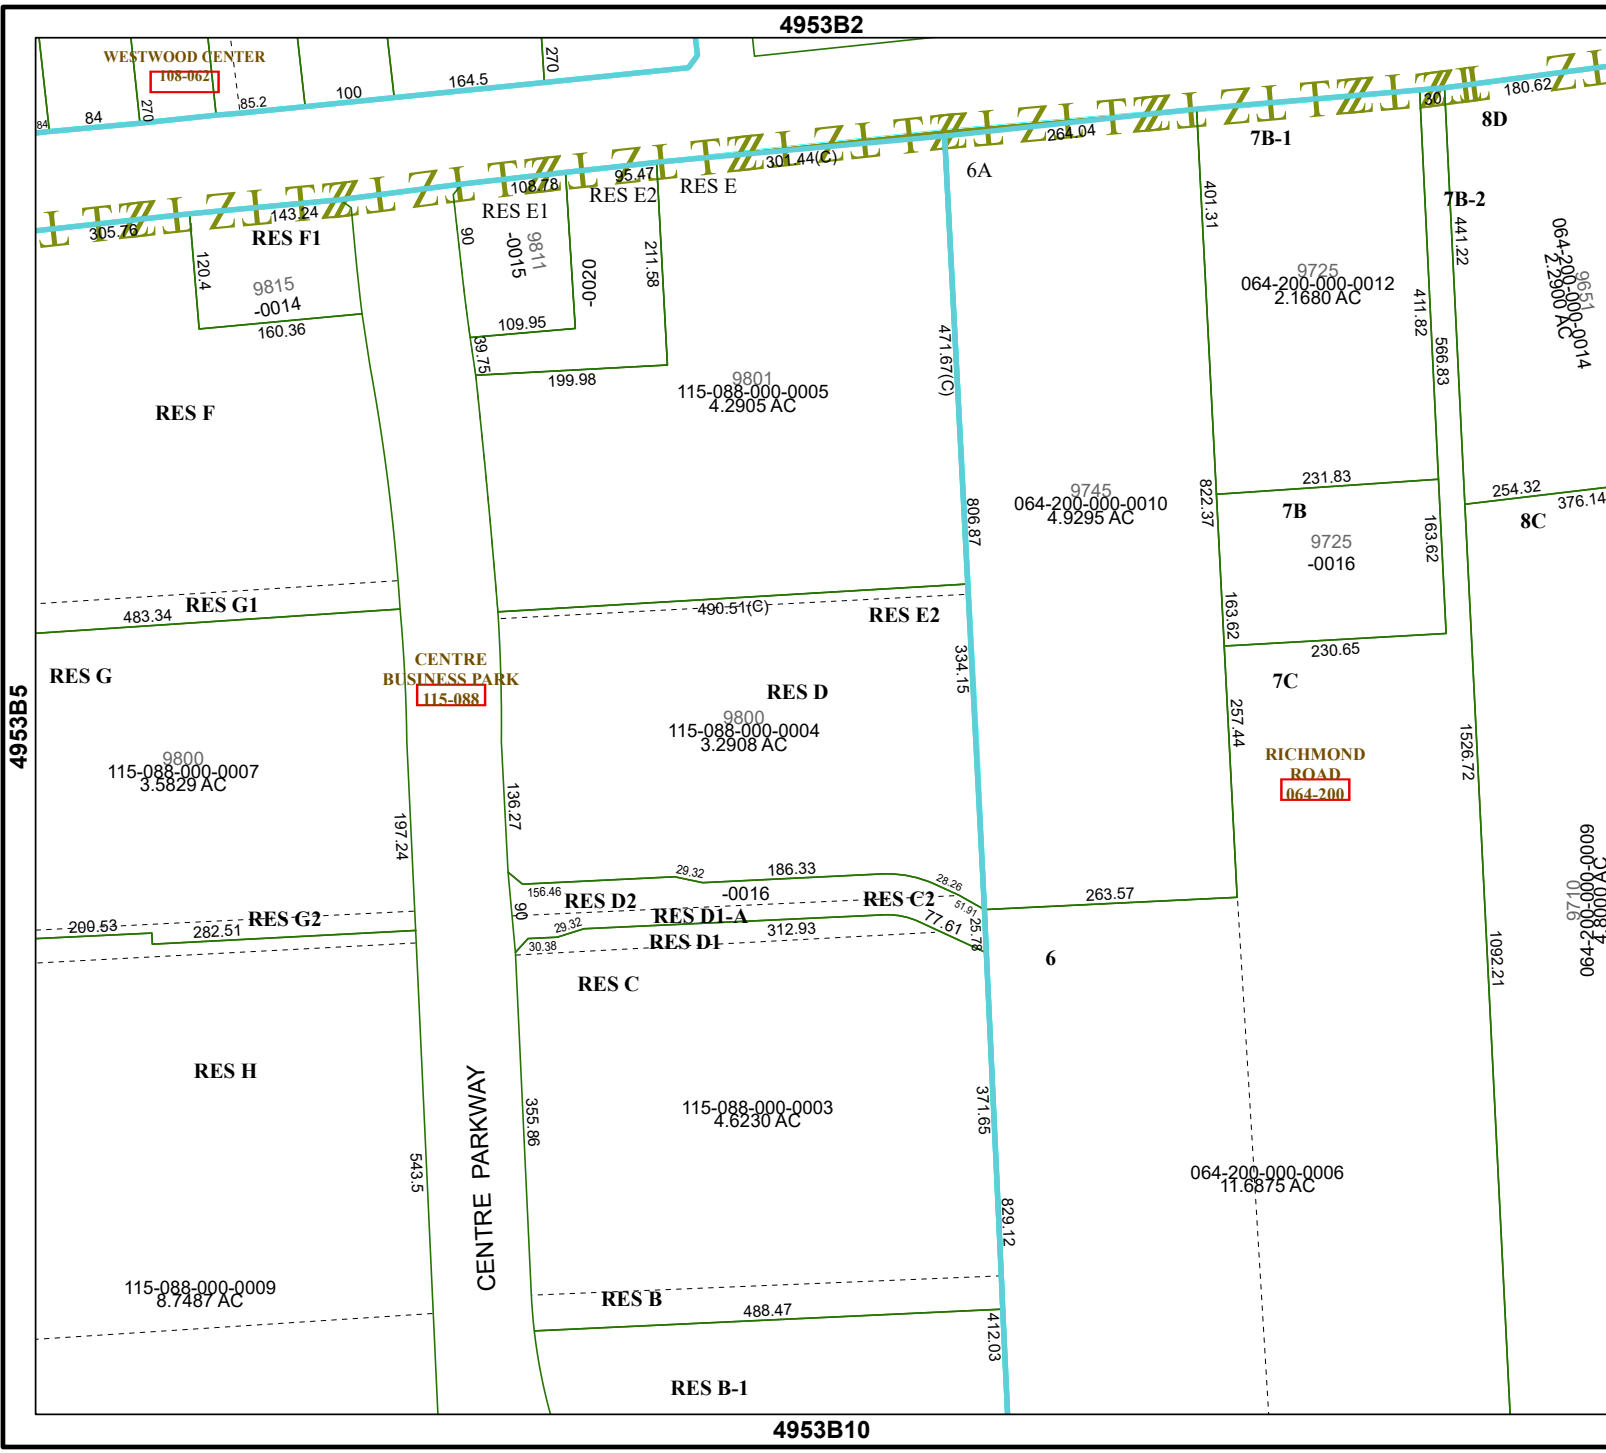 4953B2
WESTWOOD CENTER
108-062
84
84
270
85.2
100
164.5
270
T T Z T Z T Z T Z T Z T Z T Z T Z T Z T Z T Z T Z T
305.76
143.24
108.78
95.47
301.44(C)
264.04
30
180.62
8D
7B-1
6A
RES E
RES E2
RES E1
RES F1
7B-2
120.4
9815
-0014
160.36
90
9811
-0015
-0020
211.58
109.95
39.75
199.98
401.31
441.22
9725
064-200-000-0012
2.1680 AC
411.82
566.83
9651
064-200-000-0014
2.2900 AC
471.67(C)
9801
115-088-000-0005
4.2905 AC
RES F
9745
064-200-000-0010
4.9295 AC
806.87
822.37
231.83
7B
9725
-0016
163.62
254.32
376.14
8C
RES G1
483.34
490.51(C)
RES E2
163.62
230.65
7C
RES G
CENTRE
BUSINESS PARK
115-088
334.15
RES D
9800
115-088-000-0004
3.2908 AC
257.44
1526.72
RICHMOND
ROAD
064-200
4953B5
9800
115-088-000-0007
3.5829 AC
197.24
136.27
29.32
186.33
28.26
156.46
RES D2
-0016
RES C2
51.91
263.57
064-200-000-0009
9710
200.53
282.51
RES G2
90
29.32
RES D1-A
312.93
77.61
25.78
30.38
RES D1
RES C
6
1092.21
RES H
CENTRE PARKWAY
355.86
115-088-000-0003
4.6230 AC
371.65
543.5
064-200-000-0006
11.6875 AC
829.12
115-088-000-0009
8.7487 AC
RES B
488.47
412.03
RES B-1
4953B10